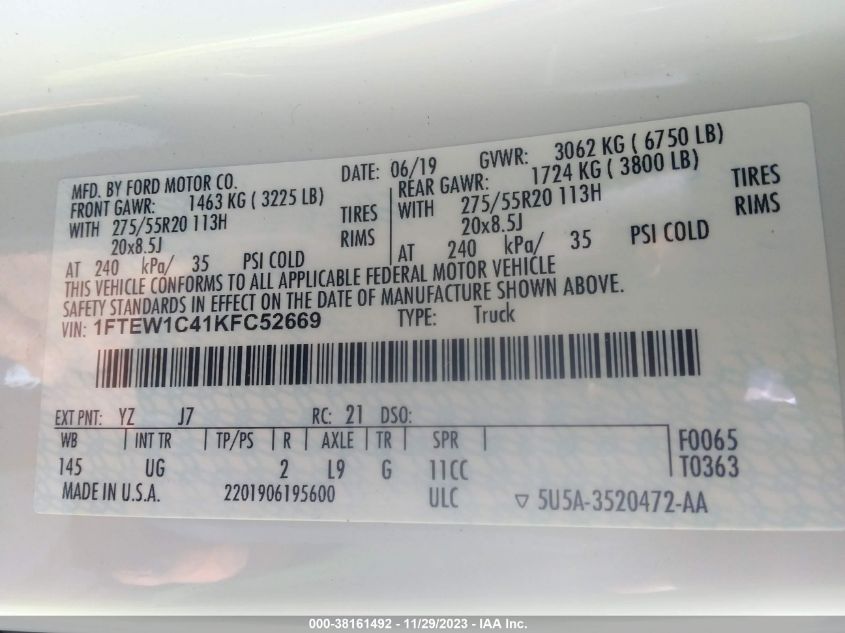 MFD. BY FORD MOTOR CO. DATE: 06/19 GVWR: 3062 KG ( 6750 LB)
FRONT GAWR: 1463 KG ( 3225 LB) REAR GAWR: 1724 KG ( 3800 LB)
WITH 275/55R20 113H TIRES WITH 275/55R20 113H TIRES
20x8.5J RIMS 20x8.5J RIMS
AT 240 kPa/ 35 PSI COLD AT 240 kPa/ 35 PSI COLD
THIS VEHICLE CONFORMS TO ALL APPLICABLE FEDERAL MOTOR VEHICLE
SAFETY STANDARDS IN EFFECT ON THE DATE OF MANUFACTURE SHOWN ABOVE.
VIN: 1FTEW1C41KFC52669 TYPE: Truck
EXT PNT: YZ J7 RC: 21 DSO:
WB INT TR TP/PS R AXLE TR SPR F0065
145 UG 2 L9 G 11CC T0363
MADE IN U.S.A. 2201906195600 ULC ▽ 5U5A-3520472-AA
000-38161492 - 11/29/2023 - IAA Inc.